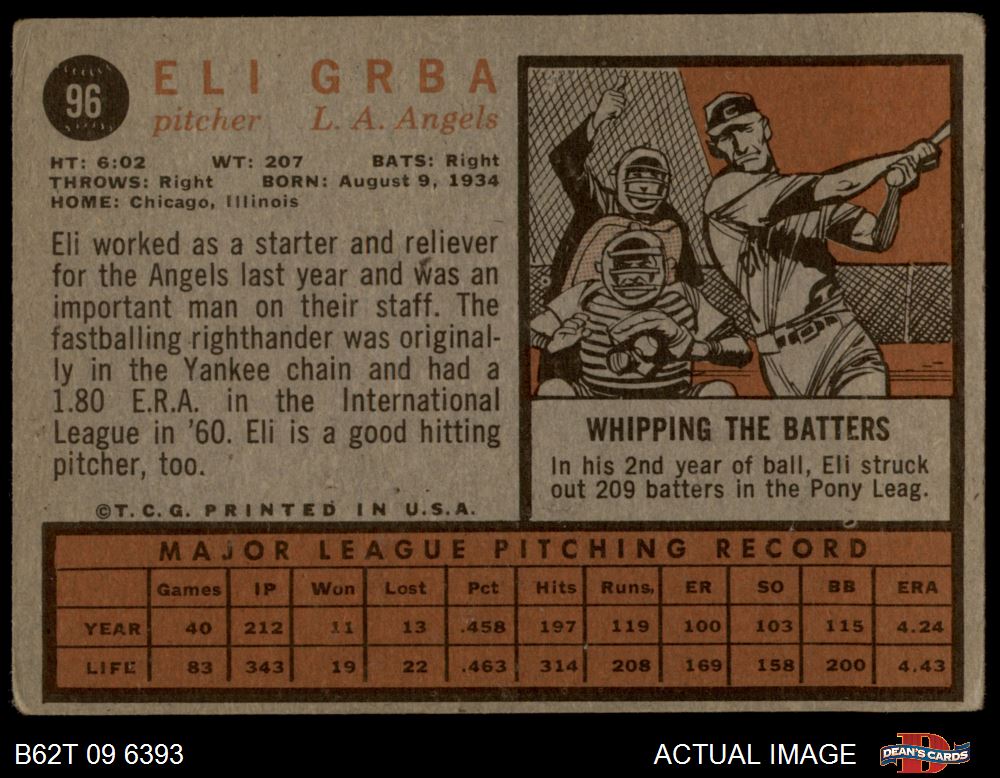 96
ELI GRBA
pitcher L. A. Angels
HT: 6:02 WT: 207 BATS: Right
THROWS: Right BORN: August 9, 1934
HOME: Chicago, Illinois
Eli worked as a starter and reliever
for the Angels last year and was an
important man on their staff. The
fastballing righthander was original-
ly in the Yankee chain and had a
1.80 E.R.A. in the International
League in '60. Eli is a good hitting
pitcher, too.
©T. C. G. PRINTED IN U.S.A.
C
WHIPPING THE BATTERS
In his 2nd year of ball, Eli struck
out 209 batters in the Pony Leag.
MAJOR LEAGUE PITCHING RECORD
Games IP Won Lost Pct Hits Runs, ER SO BB ERA
YEAR 40 212 11 13 .458 197 119 100 103 115 4.24
LIFE 83 343 19 22 .463 314 208 169 158 200 4.43
B62T 09 6393
ACTUAL IMAGE
DEAN'S CARDS